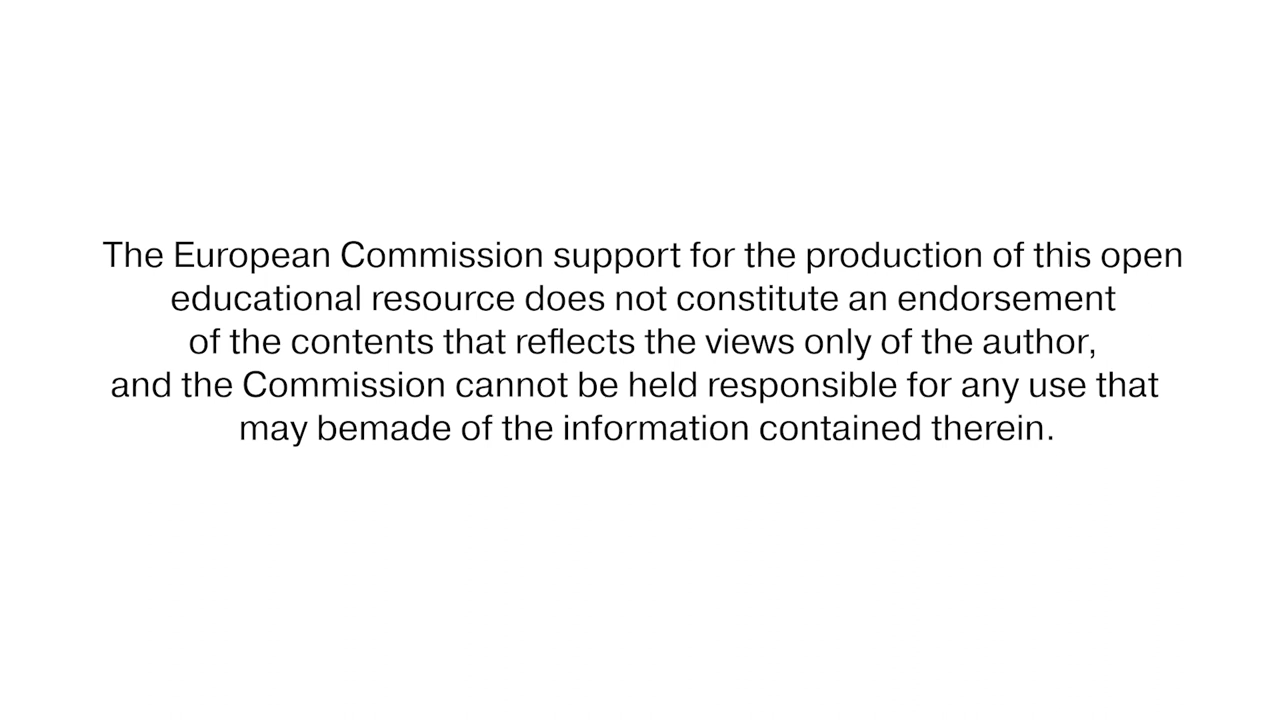 The European Commission support for the production of this open
educational resource does not constitute an endorsement
of the contents that reflects the views only of the author,
and the Commission cannot be held responsible for any use that
may bemade of the information contained therein.